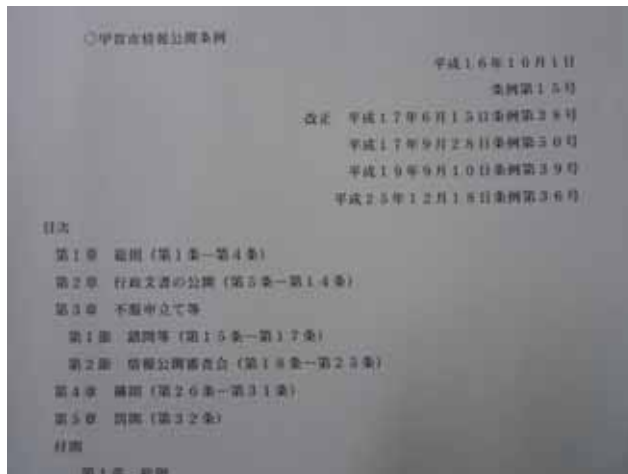 ○甲賀市情報公開条例
平成16年10月1日
条例第15号
改正 平成17年6月15日条例第28号
平成17年9月28日条例第50号
平成19年9月10日条例第39号
平成25年12月18日条例第36号
目次
第1章 総則（第1条―第4条）
第2章 行政文書の公開（第5条―第14条）
第3章 不服申立て等
第1節 諮問等（第15条―第17条）
第2節 情報公開審査会（第18条―第25条）
第4章 補則（第26条―第31条）
第5章 罰則（第32条）
付則
第1章 総則